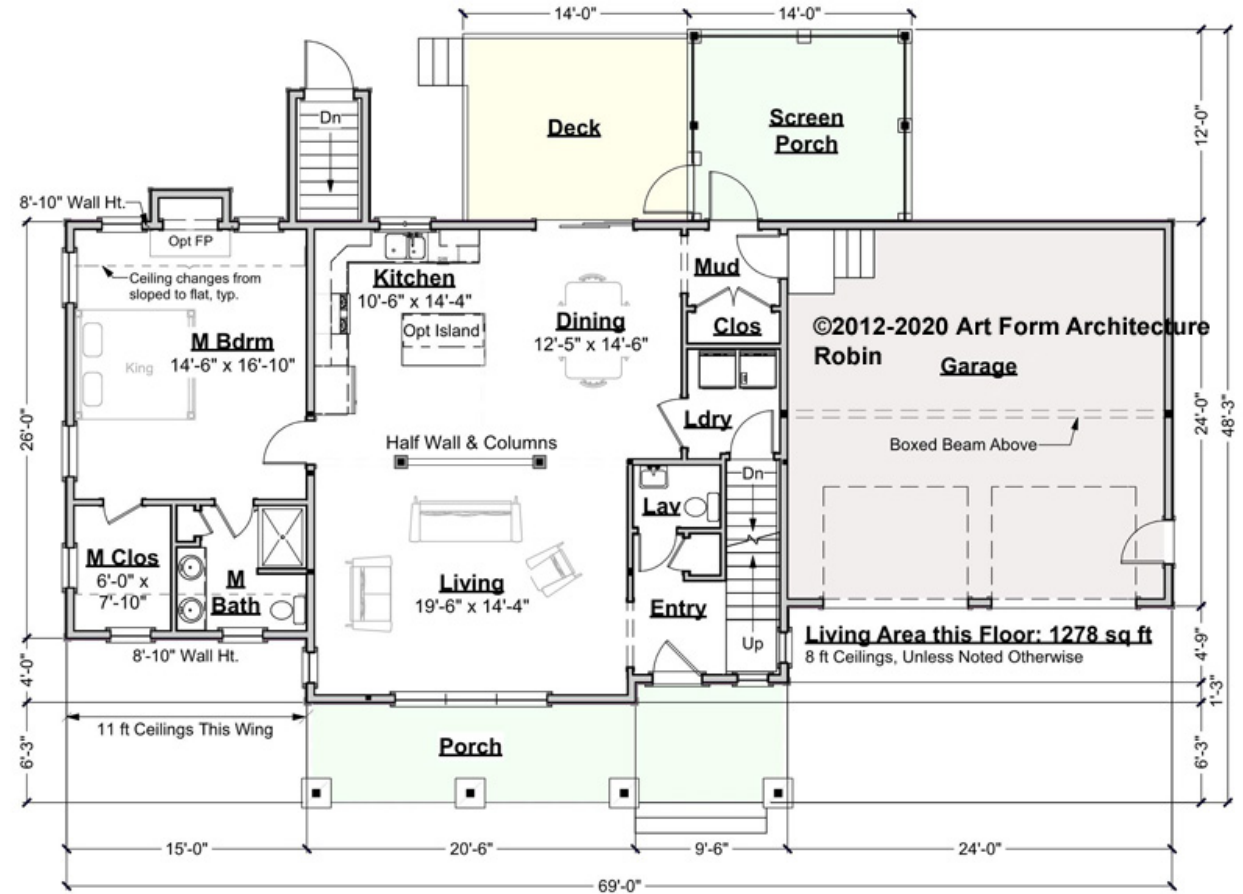 14'-0"
14'-0"
Dn
Deck
Screen
Porch
12'-0"
8'-10" Wall Ht.
Opt FP
Ceiling changes from
sloped to flat, typ.
Kitchen
10'-6" x 14'-4"
Opt Island
Mud
Clos
Dining
12'-5" x 14'-6"
M Bdrm
14'-6" x 16'-10"
King
©2012-2020 Art Form Architecture
Robin
Garage
26'-0"
24'-0"
48'-3"
Ldry
Boxed Beam Above
Half Wall & Columns
Dn
Lav
M Clos
6'-0" x
7'-10"
M
Bath
Living
19'-6" x 14'-4"
Entry
Up
Living Area this Floor: 1278 sq ft
8 ft Ceilings, Unless Noted Otherwise
8'-10" Wall Ht.
4'-0"
4'-9"
1'-3"
11 ft Ceilings This Wing
Porch
6'-3"
6'-3"
15'-0"
20'-6"
9'-6"
24'-0"
69'-0"